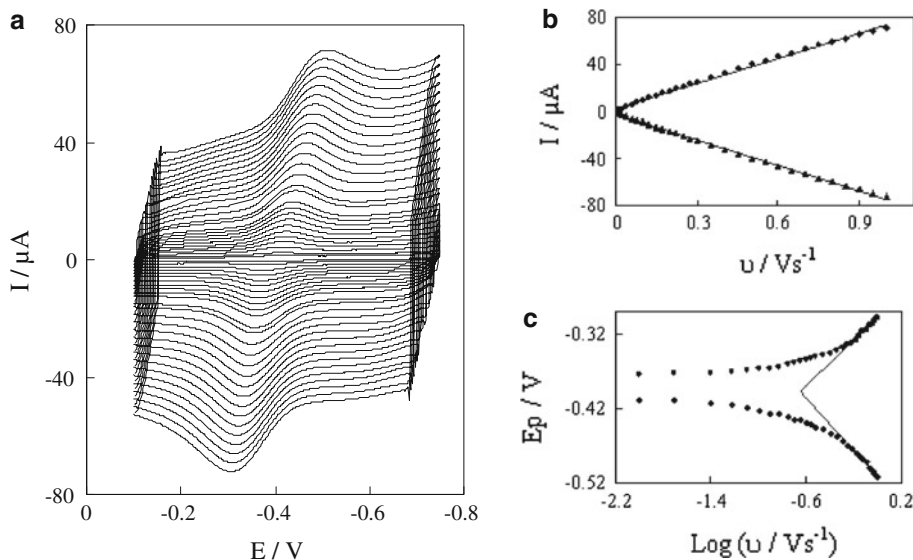 a
I / μA
80
40
0
-40
-80
0
-0.2
-0.4
-0.6
-0.8
E / V
b
I / μA
80
40
0
-40
-80
0
0.3
0.6
0.9
υ / Vs⁻¹
c
Ep / V
-0.32
-0.42
-0.52
-2.2
-1.4
-0.6
0.2
Log (υ / Vs⁻¹)